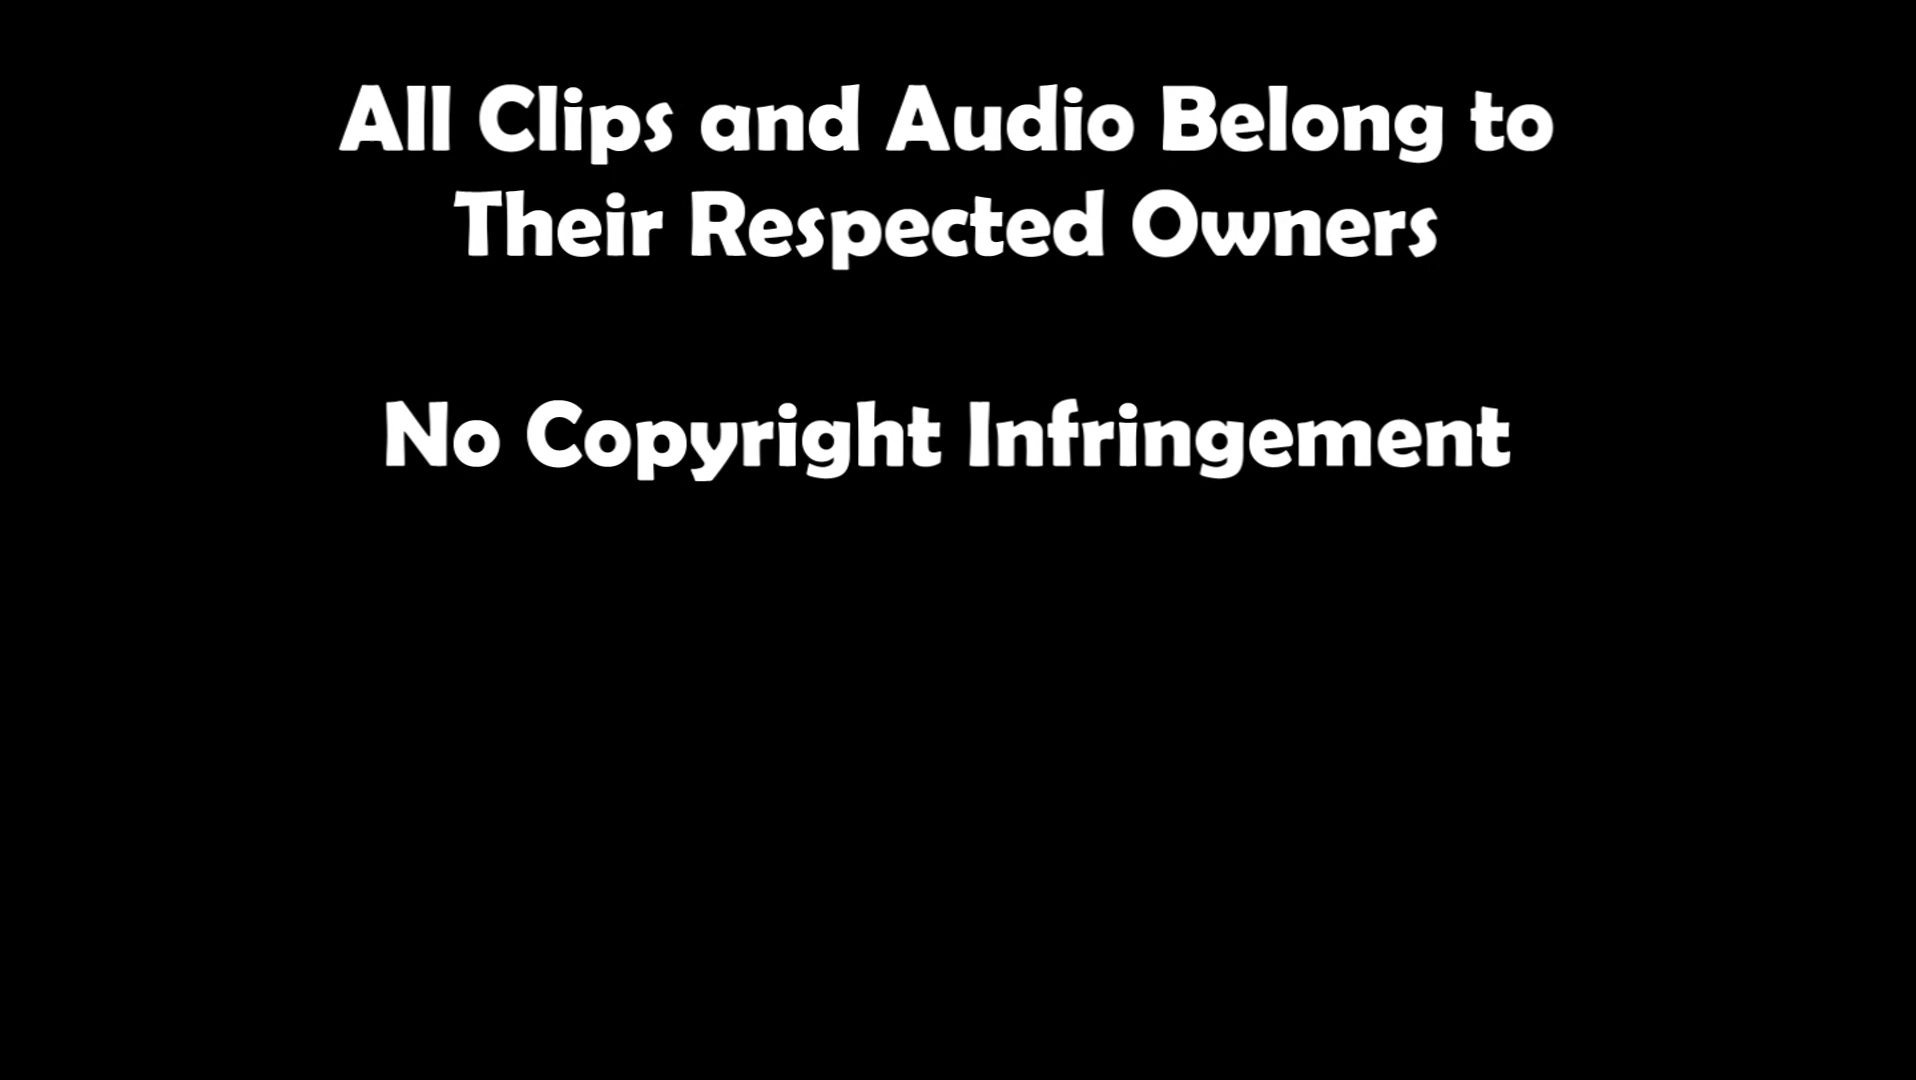 All Clips and Audio Belong to
Their Respected Owners
No Copyright Infringement